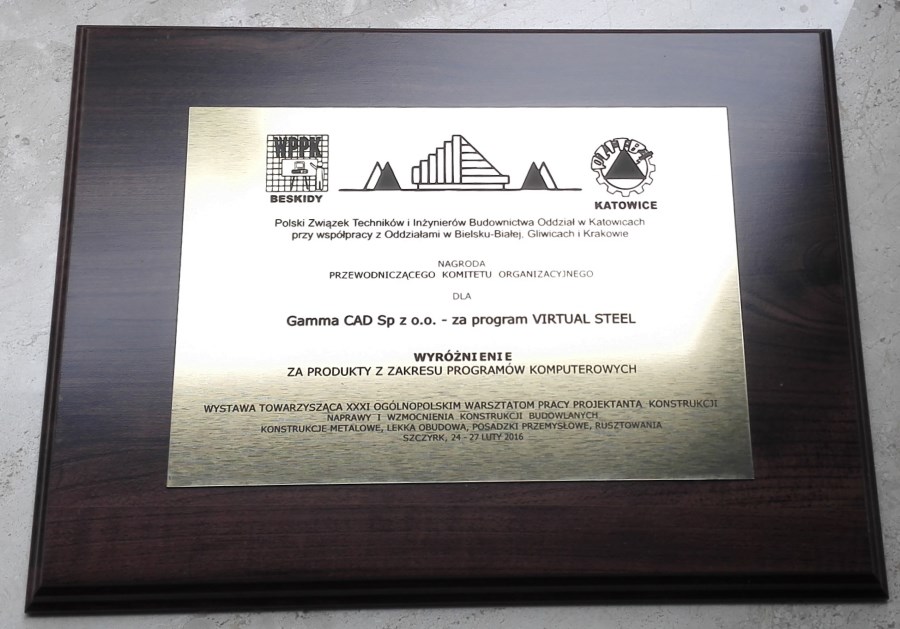 WPPK
BESKIDY
KATOWICE
Polski Związek Techników i Inżynierów Budownictwa Oddział w Katowicach
przy współpracy z Oddziałami w Bielsku-Białej, Gliwicach i Krakowie
NAGRODA
PRZEWODNICZĄCEGO KOMITETU ORGANIZACYJNEGO
DLA
Gamma CAD Sp z o.o. - za program VIRTUAL STEEL
WYRÓŻNIENIE
ZA PRODUKTY Z ZAKRESU PROGRAMÓW KOMPUTEROWYCH
WYSTAWA TOWARZYSZĄCA XXXI OGÓLNOPOLSKIM WARSZTATOM PRACY PROJEKTANTA KONSTRUKCJI
NAPRAWY I WZMOCNIENIA KONSTRUKCJI BUDOWLANYCH
KONSTRUKCJE METALOWE, LEKKA OBUDOWA, POSADZKI PRZEMYSŁOWE, RUSZTOWANIA
SZCZYRK, 24 - 27 LUTY 2016